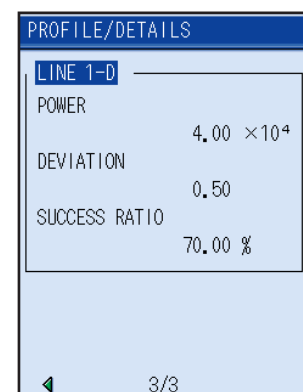 PROFILE/DETAILS
LINE 1-D
POWER
4.00 ×10⁴
DEVIATION
0.50
SUCCESS RATIO
70.00 %
3/3